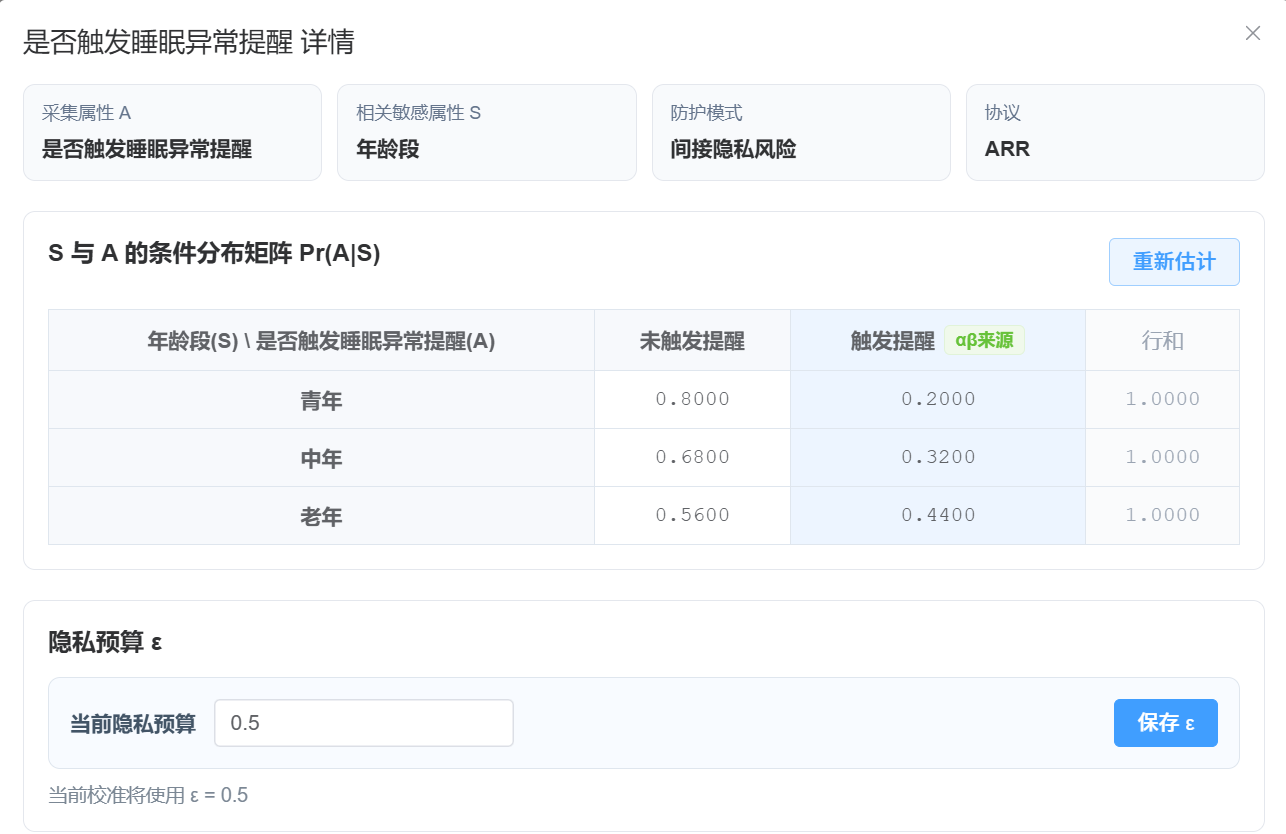 是否触发睡眠异常提醒 详情
采集属性 A
是否触发睡眠异常提醒
相关敏感属性 S
年龄段
防护模式
间接隐私风险
协议
ARR
S 与 A 的条件分布矩阵 Pr(A|S)
重新估计
年龄段(S) \ 是否触发睡眠异常提醒(A) 未触发提醒 触发提醒 αβ来源 行和
青年 0.8000 0.2000 1.0000
中年 0.6800 0.3200 1.0000
老年 0.5600 0.4400 1.0000
隐私预算 ε
当前隐私预算 0.5 保存 ε
当前校准将使用 ε = 0.5